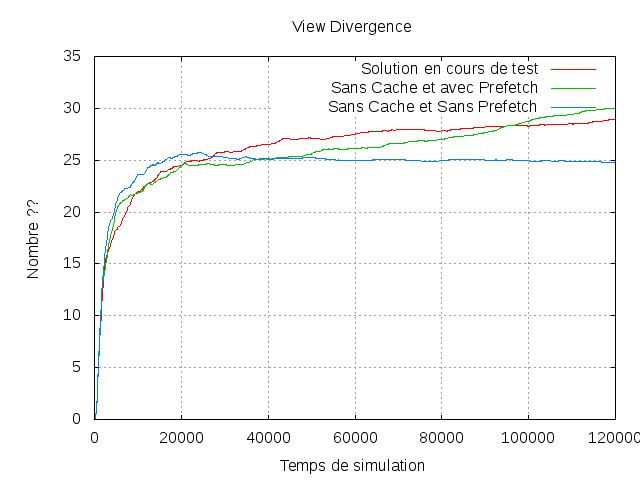 View Divergence
Solution en cours de test
Sans Cache et avec Prefetch
Sans Cache et Sans Prefetch
Nombre ??
35
30
25
20
15
10
5
0
0 20000 40000 60000 80000 100000 120000
Temps de simulation